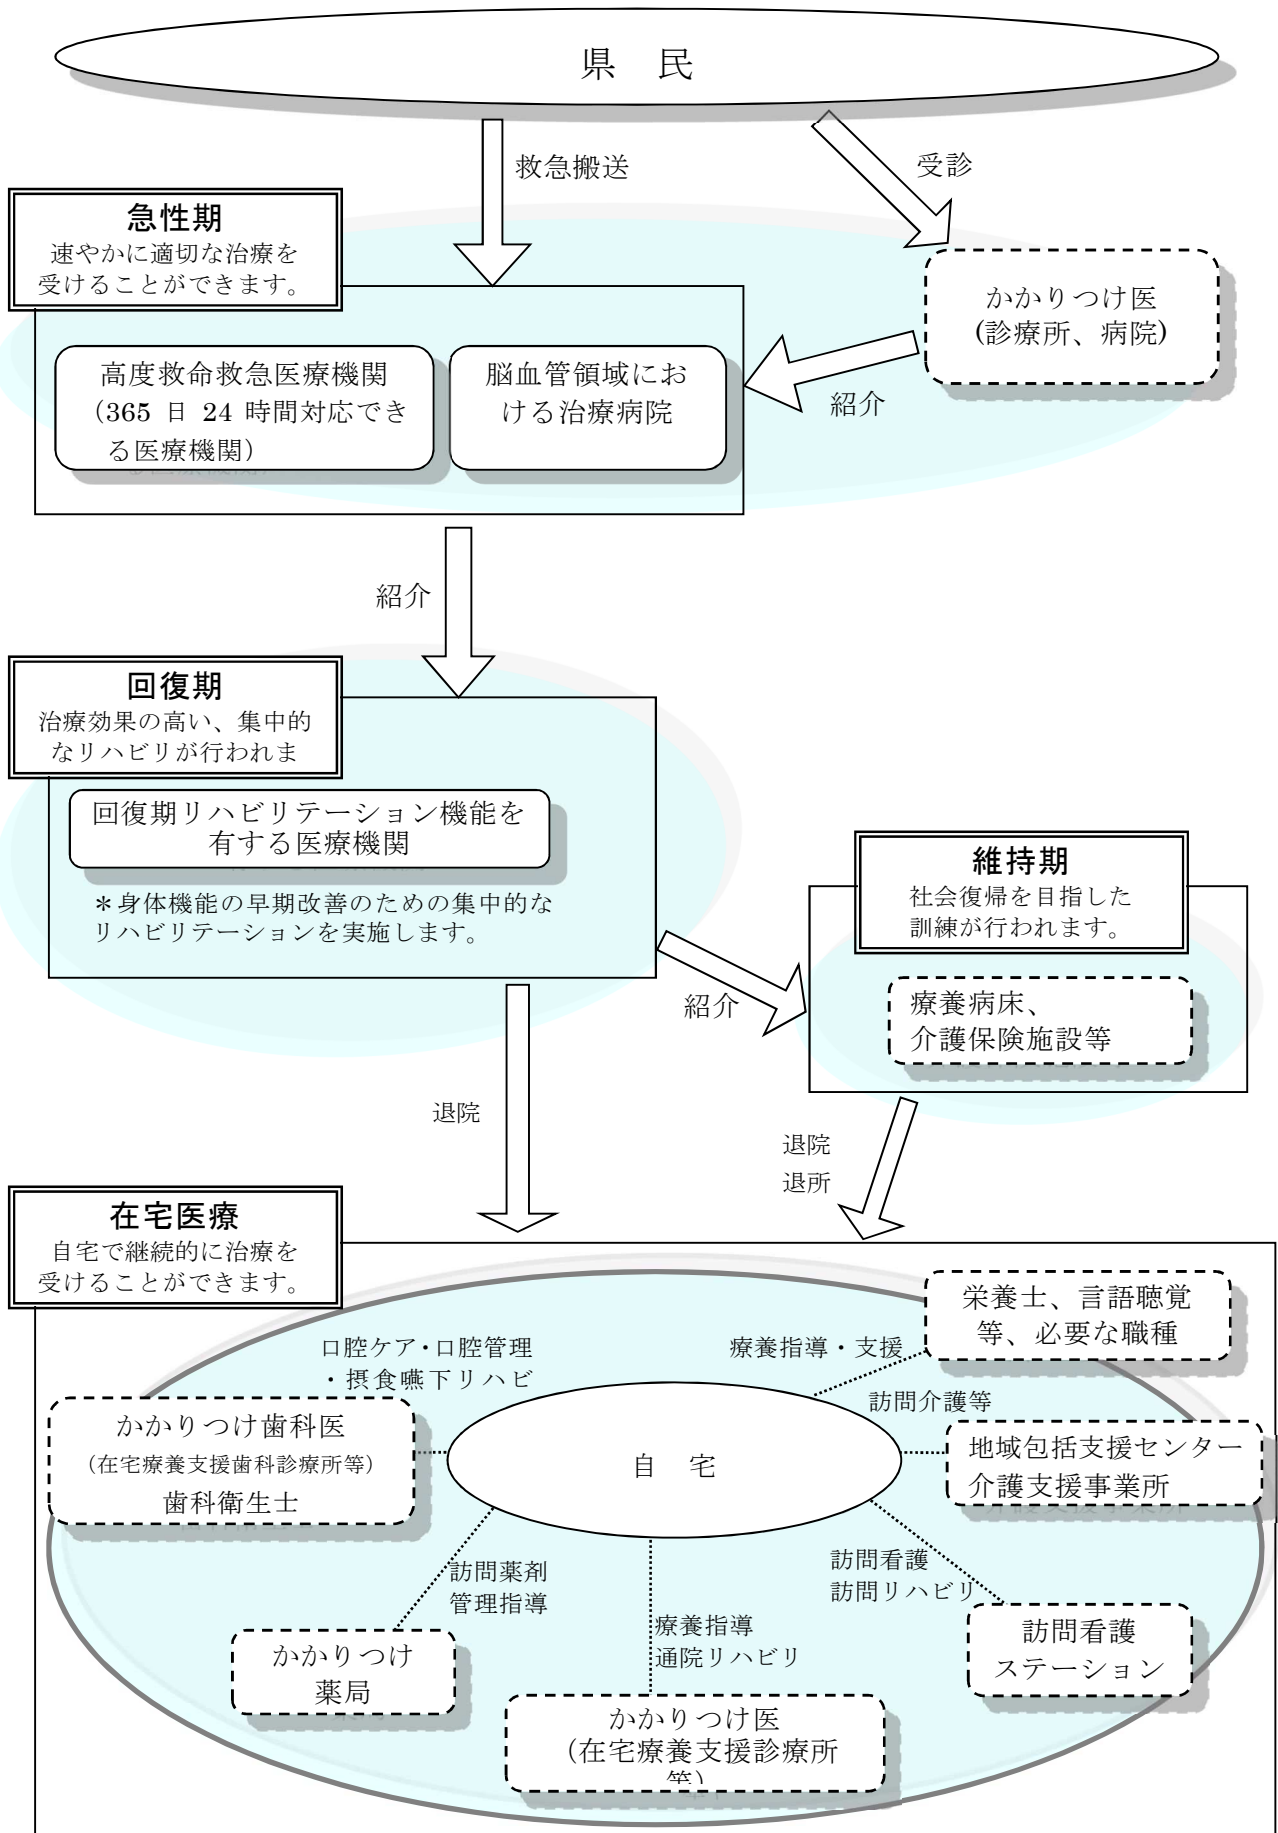 県　民
救急搬送
受診
急性期
速やかに適切な治療を
受けることができます。
かかりつけ医
(診療所、病院)
高度救命救急医療機関
（365 日 24 時間対応でき
る医療機関）
脳血管領域にお
ける治療病院
紹介
紹介
回復期
治療効果の高い、集中的
なリハビリが行われま
回復期リハビリテーション機能を
有する医療機関
＊身体機能の早期改善のための集中的な
リハビリテーションを実施します。
維持期
社会復帰を目指した
訓練が行われます。
紹介
療養病床、
介護保険施設等
退院
退院
退所
在宅医療
自宅で継続的に治療を
受けることができます。
栄養士、言語聴覚
等、必要な職種
口腔ケア・口腔管理
・摂食嚥下リハビ
療養指導・支援
訪問介護等
かかりつけ歯科医
（在宅療養支援歯科診療所等）
歯科衛生士
自　宅
地域包括支援センター
介護支援事業所
訪問薬剤
管理指導
訪問看護
訪問リハビリ
療養指導
通院リハビリ
かかりつけ
薬局
訪問看護
ステーション
かかりつけ医
（在宅療養支援診療所
等）